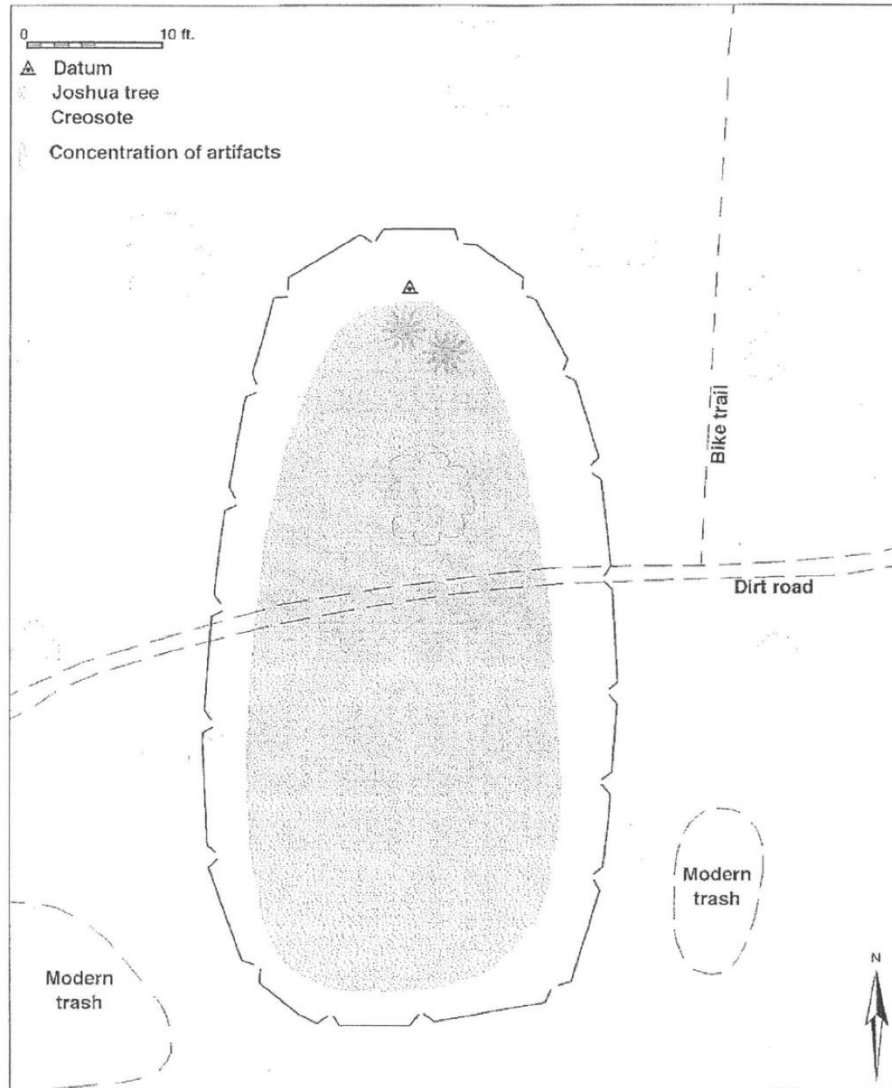 0 10 ft.
Datum
Joshua tree
Creosote
Concentration of artifacts
Bike trail
Dirt road
Modern
trash
Modern
trash
N